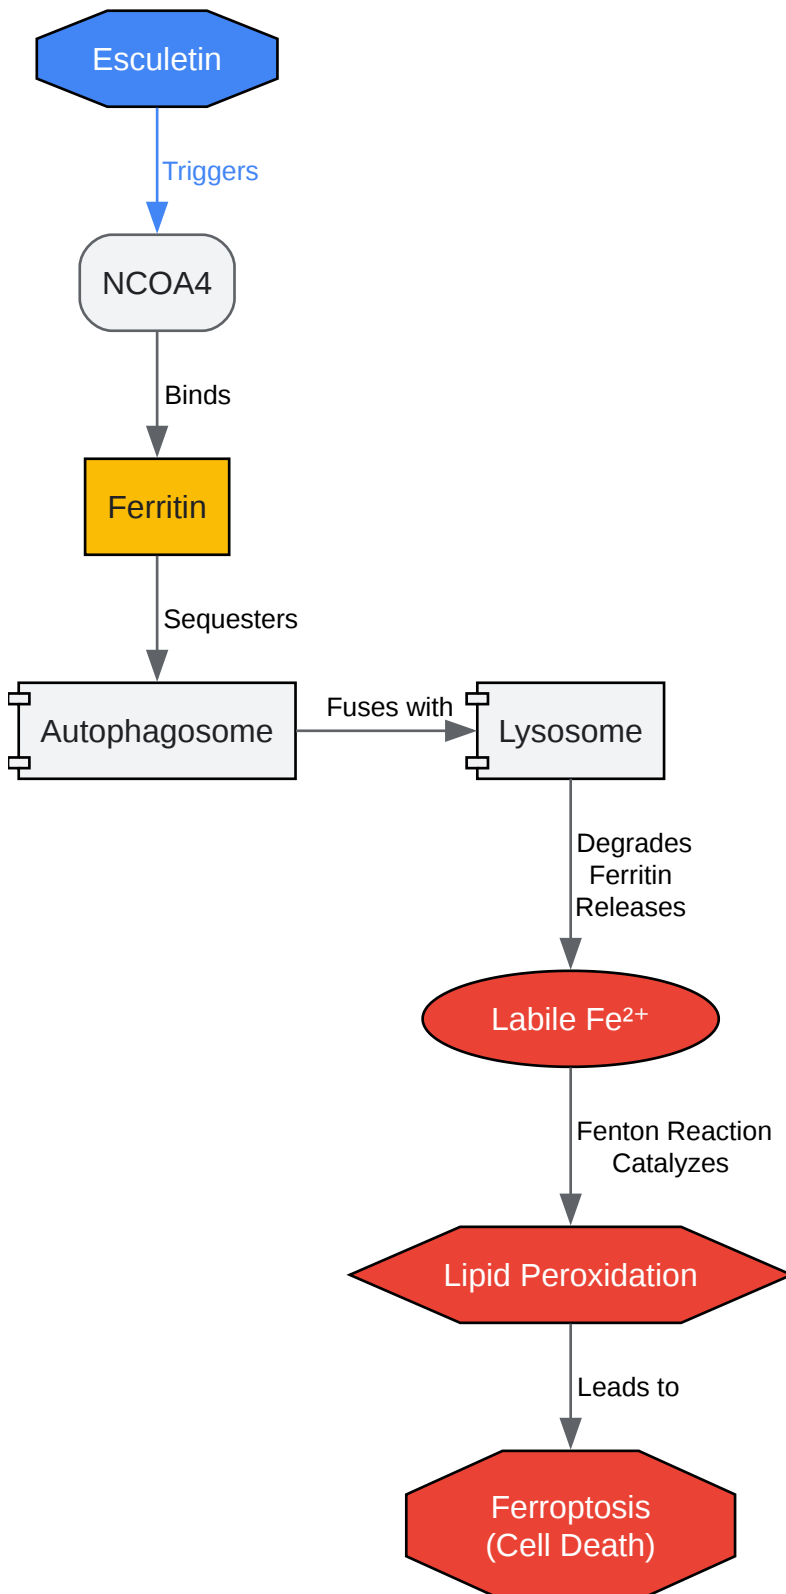 Esculetin
Triggers
NCOA4
Binds
Ferritin
Sequesters
Autophagosome
Fuses with
Lysosome
Degrades
Ferritin
Releases
Labile Fe²⁺
Fenton Reaction
Catalyzes
Lipid Peroxidation
Leads to
Ferroptosis
(Cell Death)